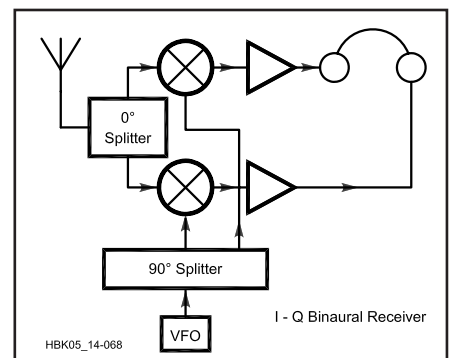 0°
Splitter
90° Splitter
I - Q Binaural Receiver
VFO
HBK05_14-068